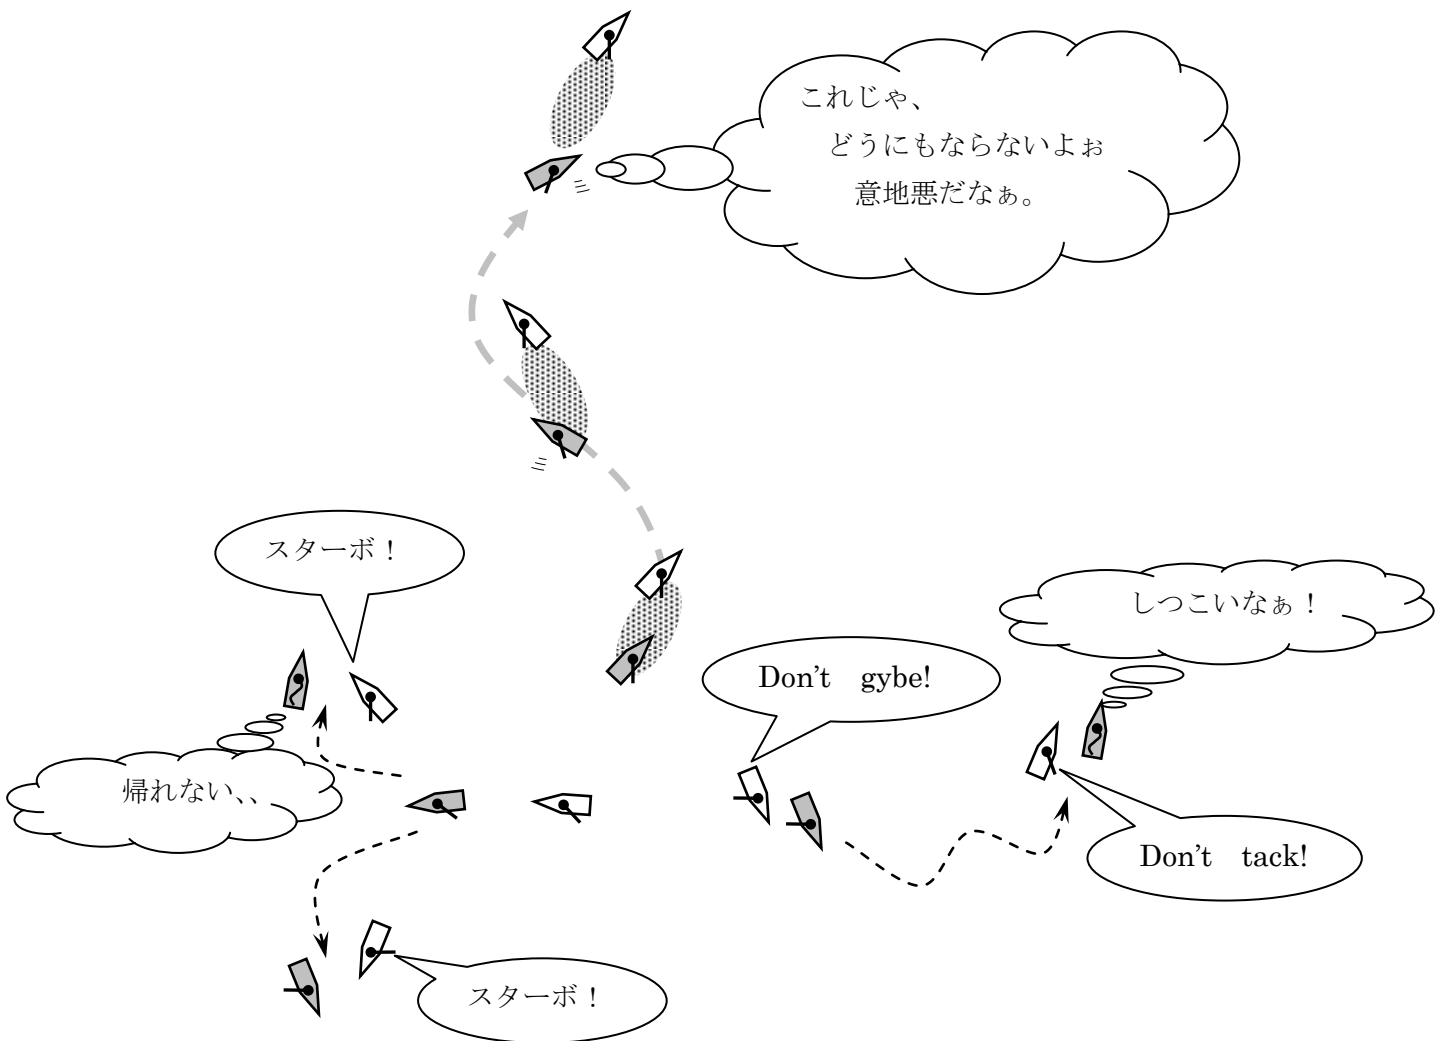 これじゃ、
どうにもならないよぉ
意地悪だなぁ。
スターボ！
しつこいなぁ！
Don't gybe!
帰れない、、
Don't tack!
スターボ！